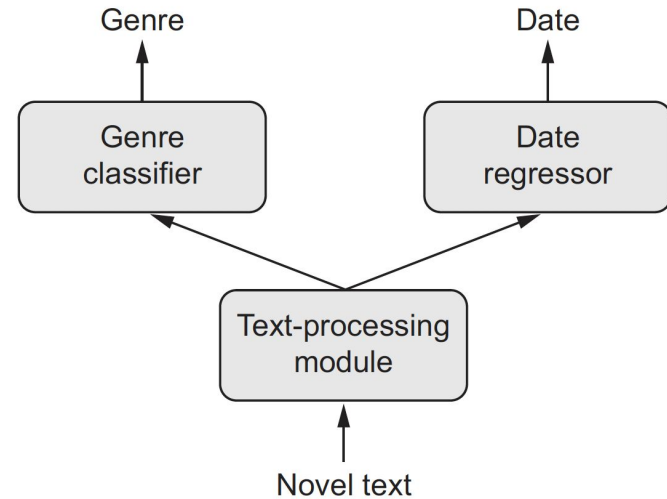 Genre
Date
Genre
classifier
Date
regressor
Text-processing
module
Novel text